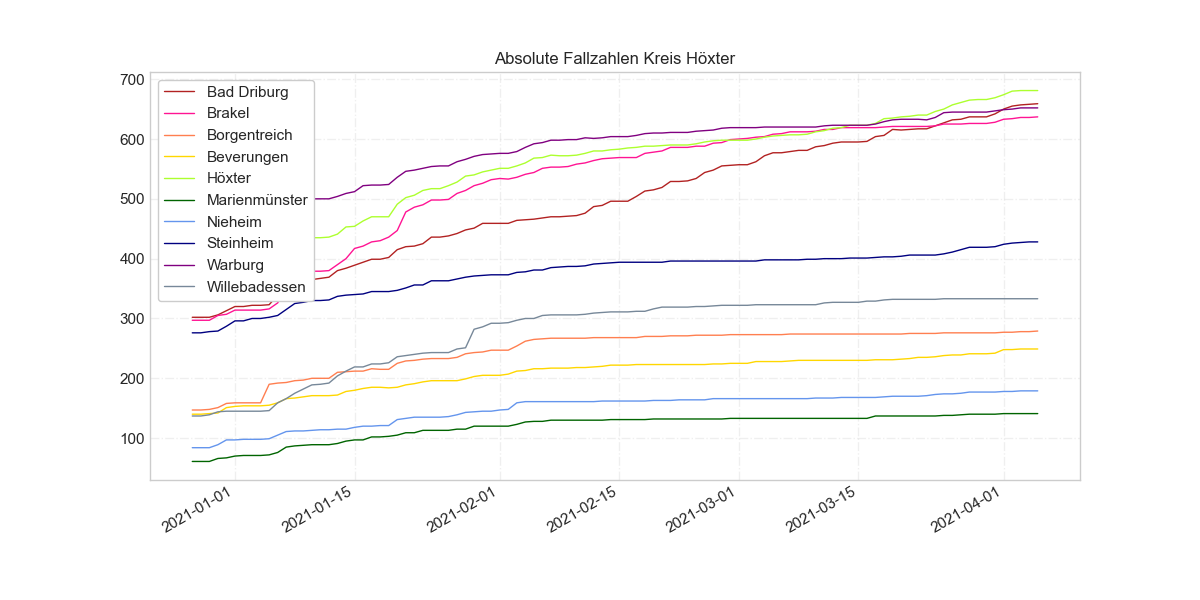 Absolute Fallzahlen Kreis Höxter
700
600
500
400
300
200
100
Bad Driburg
Brakel
Borgentreich
Beverungen
Höxter
Marienmünster
Nieheim
Steinheim
Warburg
Willebadessen
2021-01-01
2021-01-15
2021-02-01
2021-02-15
2021-03-01
2021-03-15
2021-04-01